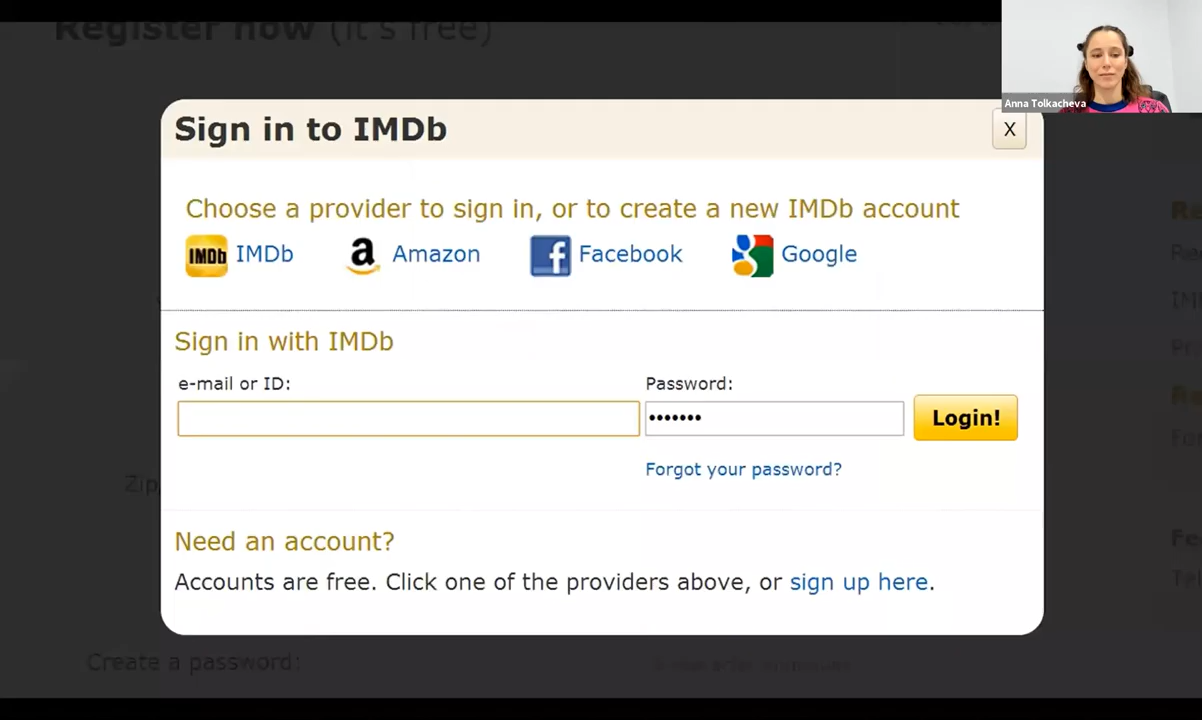 Register now (it's free)
Anna Tolkacheva
Sign in to IMDb
X
Choose a provider to sign in, or to create a new IMDb account
IMDb IMDb a Amazon f Facebook Google
Sign in with IMDb
e-mail or ID: Password:
••••••• Login!
Forgot your password?
Zip
Need an account?
Accounts are free. Click one of the providers above, or sign up here.
Create a password: